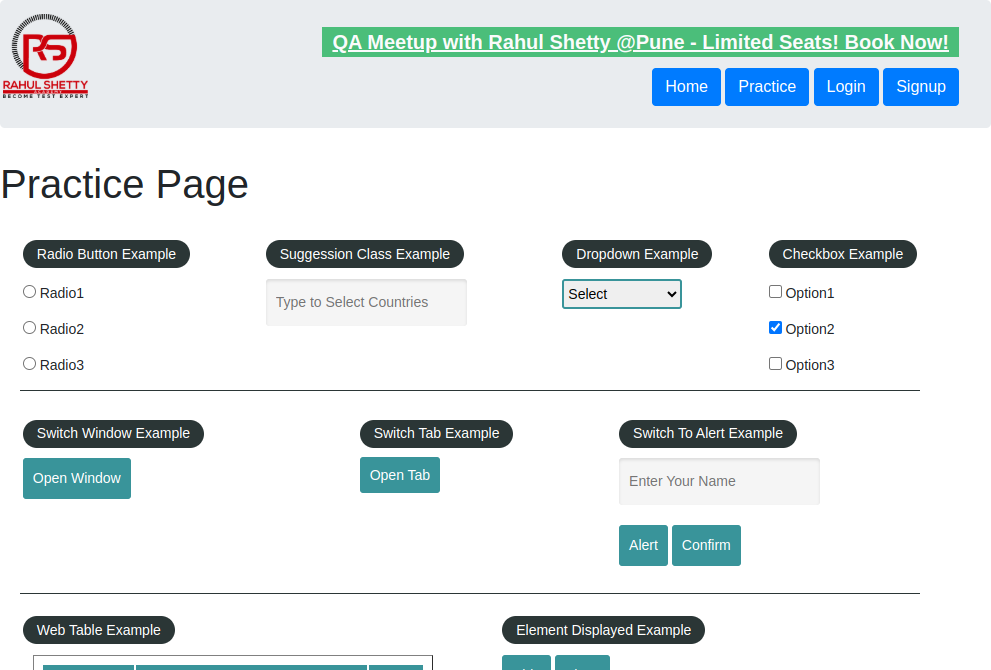 RS
RAHUL SHETTY
ACADEMY
BECOME TEST EXPERT
QA Meetup with Rahul Shetty @Pune - Limited Seats! Book Now!
Home Practice Login Signup
Practice Page
Radio Button Example Suggession Class Example Dropdown Example Checkbox Example
Radio1 Type to Select Countries Select Option1
Radio2 Option2
Radio3 Option3
Switch Window Example Switch Tab Example Switch To Alert Example
Open Window Open Tab Enter Your Name
Alert Confirm
Web Table Example Element Displayed Example